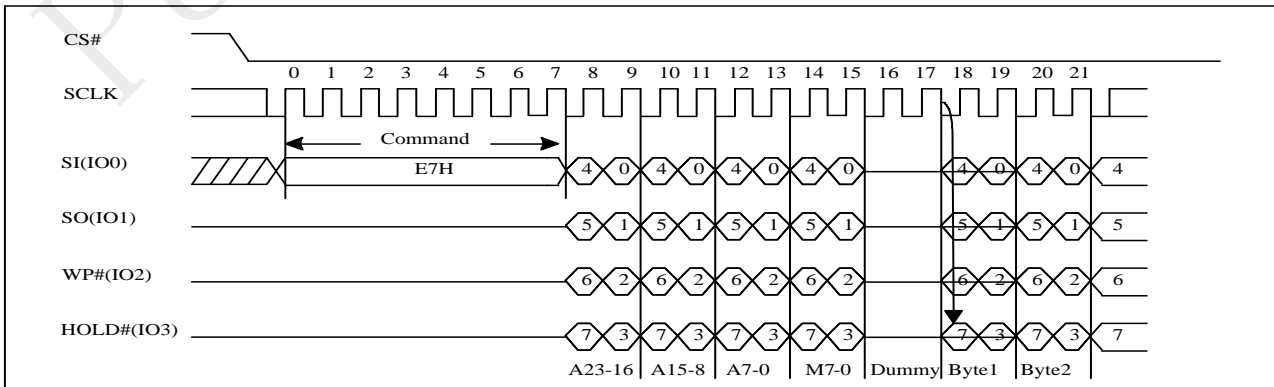 CS#
0 1 2 3 4 5 6 7 8 9 10 11 12 13 14 15 16 17 18 19 20 21
SCLK
Command
SI(IO0) E7H 4 0 4 0 4 0 4 0 4 0 4 0 4
SO(IO1) 5 1 5 1 5 1 5 1 5 1 5 1 5
WP#(IO2) 6 2 6 2 6 2 6 2 6 2 6 2 6
HOLD#(IO3) 7 3 7 3 7 3 7 3 7 3 7 3 7
A23-16 A15-8 A7-0 M7-0 Dummy Byte1 Byte2